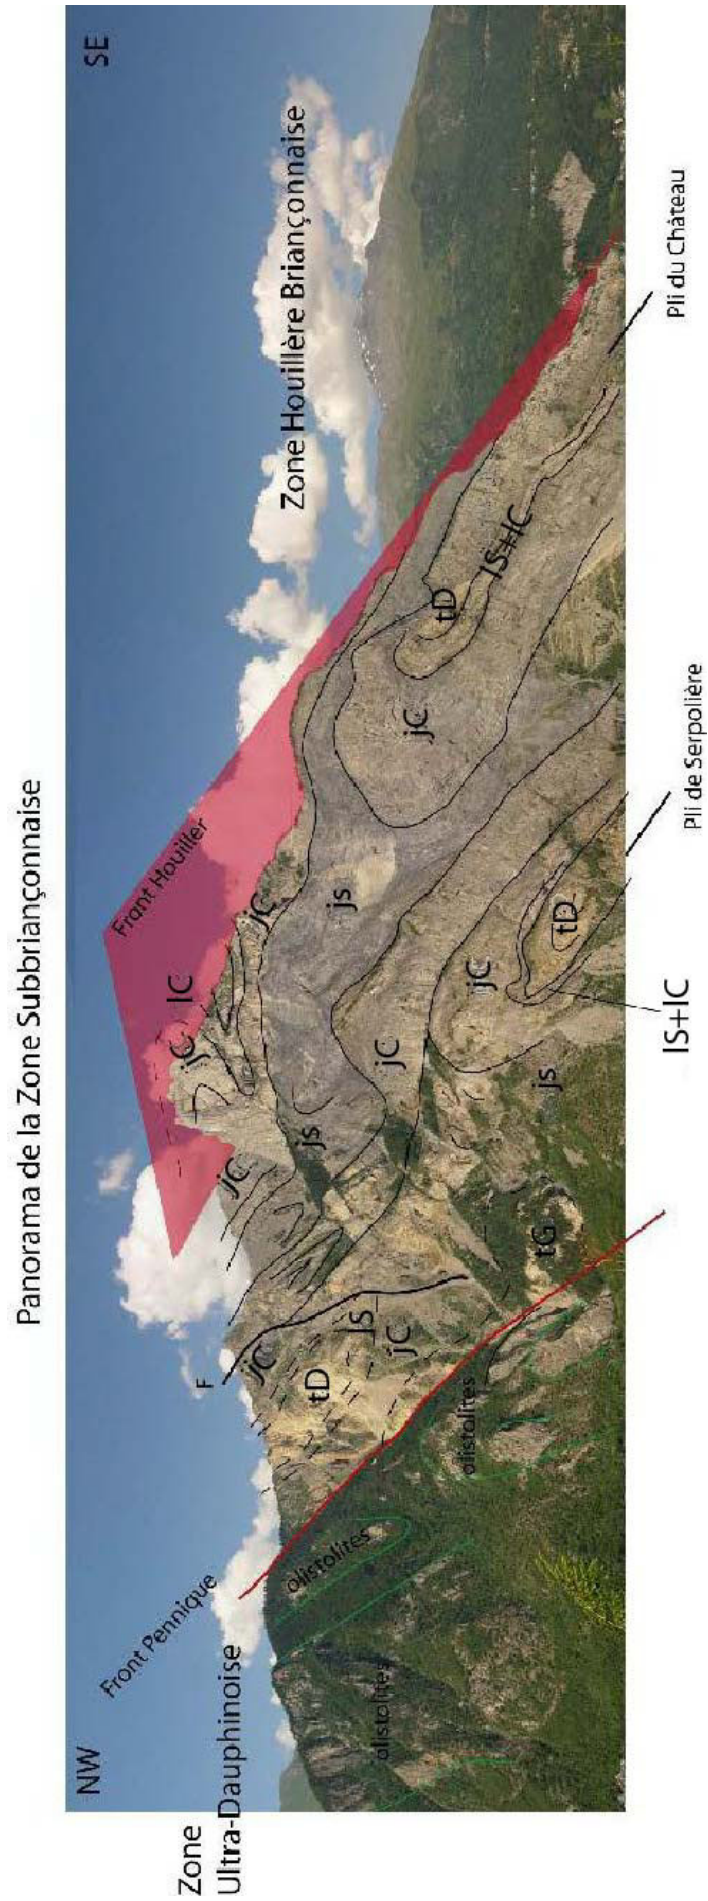 Panorama de la Zone Subbriançonnaise
NW
SE
Zone
Ultra-Dauphinoise
Front Pennique
Frant Houiller
Zone Houillère Briançonnaise
F
olistolites
olistolites
olistolites
jC
tD
jS
jC
tG
jC
jC
lC
jC
js
js
jC
jC
js
tD
lS+lC
jC
tD
lS+lC
Pli de Serpolière
Pli du Château